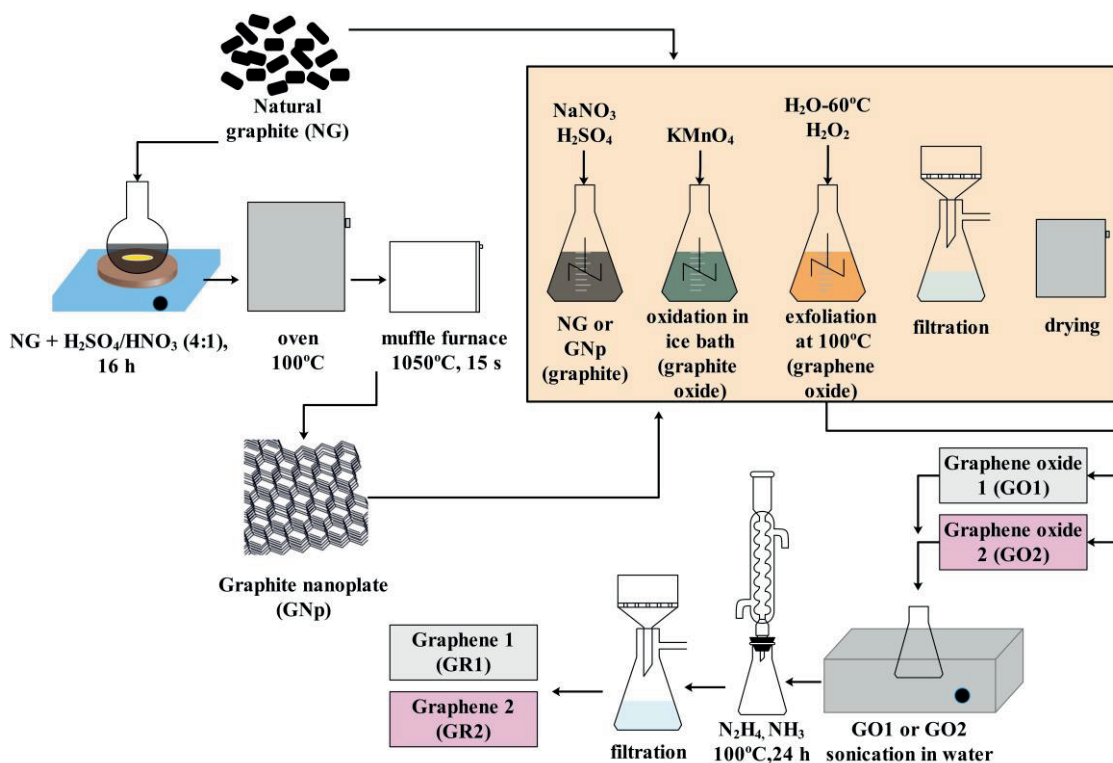 Natural
graphite (NG)
NG + H₂SO₄/HNO₃ (4:1),
16 h
oven
100ºC
muffle furnace
1050ºC, 15 s
Graphite nanoplate
(GNp)
NaNO₃
H₂SO₄
NG or
GNp
(graphite)
KMnO₄
oxidation in
ice bath
(graphite
oxide)
H₂O-60ºC
H₂O₂
exfoliation
at 100ºC
(graphene
oxide)
filtration
drying
Graphene oxide
1 (GO1)
Graphene oxide
2 (GO2)
GO1 or GO2
sonication in water
N₂H₄, NH₃
100ºC,24 h
filtration
Graphene 1
(GR1)
Graphene 2
(GR2)